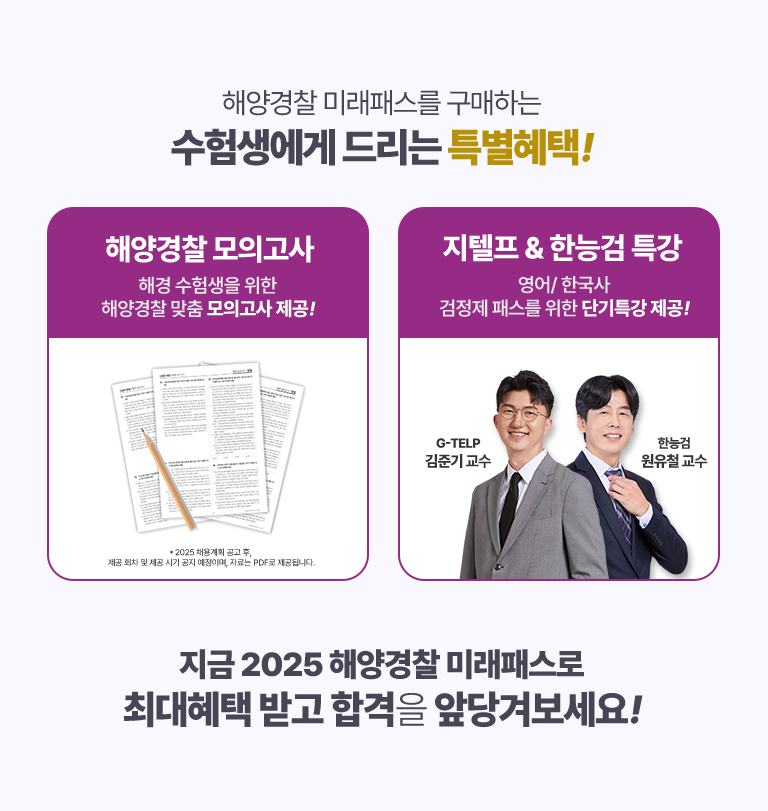 해양경찰 미래패스를 구매하는
수험생에게 드리는 특별혜택!
해양경찰 모의고사
해경 수험생을 위한
해양경찰 맞춤 모의고사 제공!
* 2025 채용계획 공고 후,
제공 회차 및 제공 시기 공지 예정이며, 자료는 PDF로 제공됩니다.
지텔프 & 한능검 특강
영어/ 한국사
검정제 패스를 위한 단기특강 제공!
G-TELP
김준기 교수
한능검
원유철 교수
지금 2025 해양경찰 미래패스로
최대혜택 받고 합격을 앞당겨보세요!